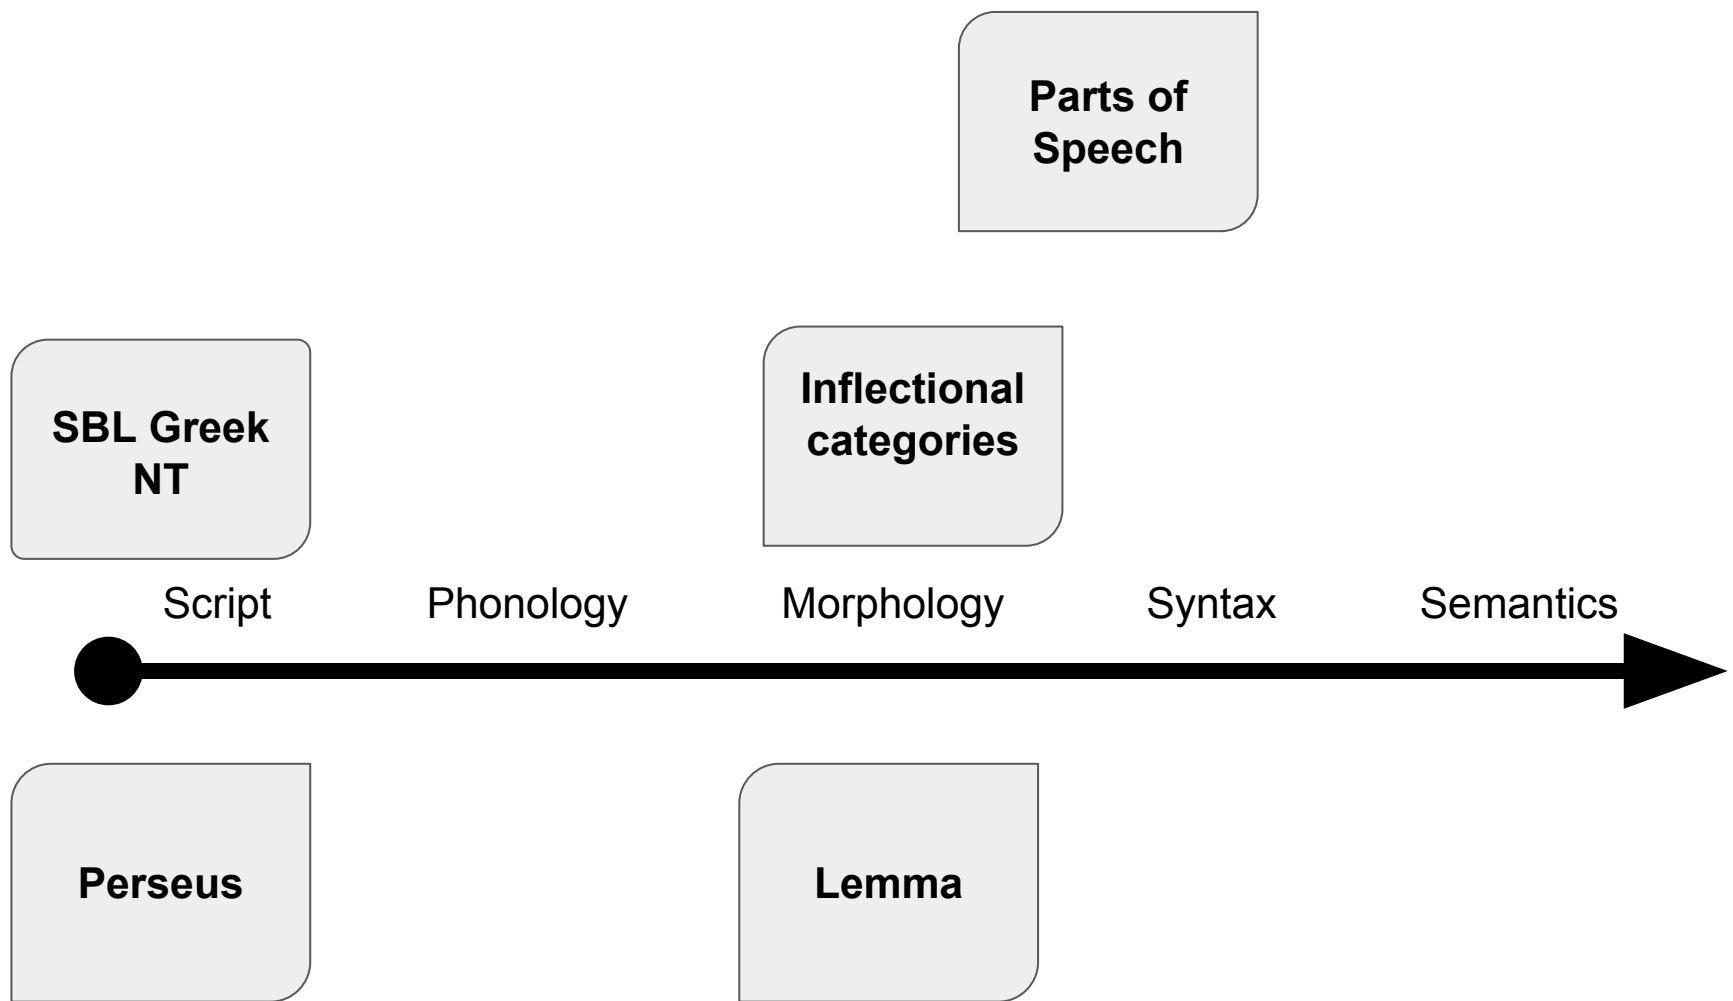 Parts of
Speech
SBL Greek
NT
Inflectional
categories
Script Phonology Morphology Syntax Semantics
Perseus
Lemma